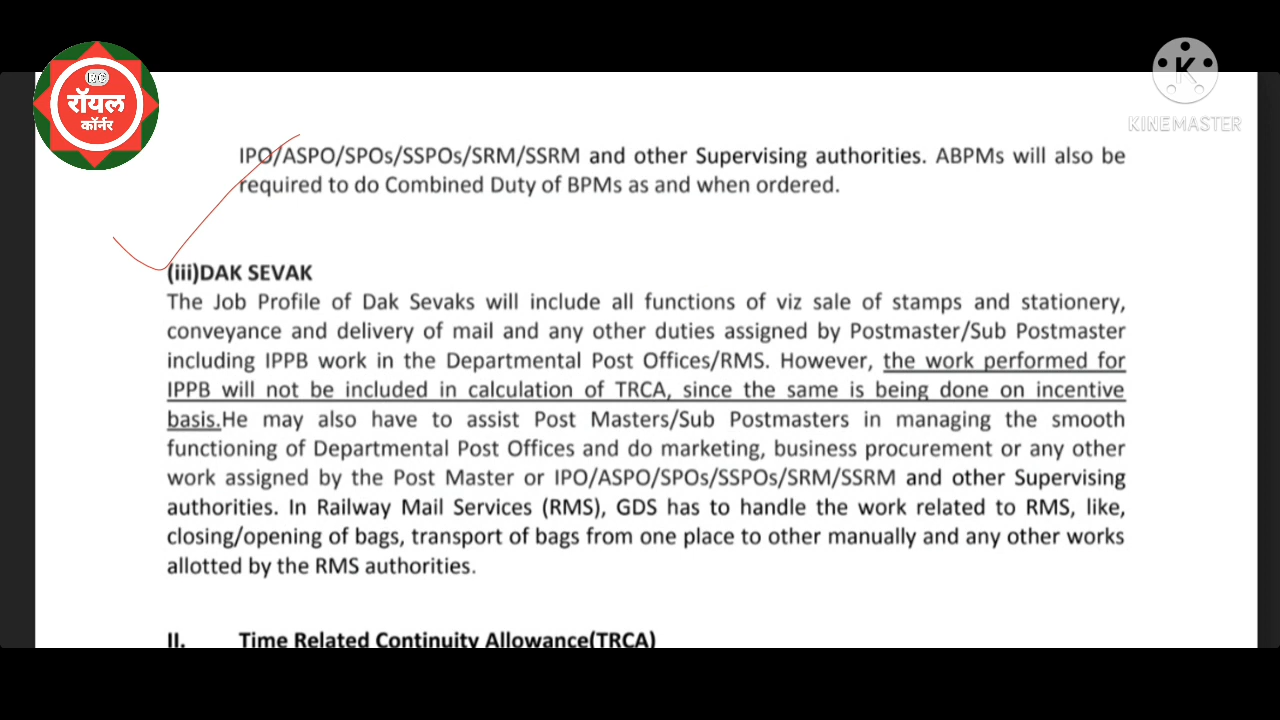 RC
रॉयल
कॉर्नर
K
KINEMASTER
IPO/ASPO/SPOs/SSPOs/SRM/SSRM and other Supervising authorities. ABPMs will also be
required to do Combined Duty of BPMs as and when ordered.
(iii)DAK SEVAK
The Job Profile of Dak Sevaks will include all functions of viz sale of stamps and stationery,
conveyance and delivery of mail and any other duties assigned by Postmaster/Sub Postmaster
including IPPB work in the Departmental Post Offices/RMS. However, the work performed for
IPPB will not be included in calculation of TRCA, since the same is being done on incentive
basis.He may also have to assist Post Masters/Sub Postmasters in managing the smooth
functioning of Departmental Post Offices and do marketing, business procurement or any other
work assigned by the Post Master or IPO/ASPO/SPOs/SSPOs/SRM/SSRM and other Supervising
authorities. In Railway Mail Services (RMS), GDS has to handle the work related to RMS, like,
closing/opening of bags, transport of bags from one place to other manually and any other works
allotted by the RMS authorities.
II. Time Related Continuity Allowance(TRCA)